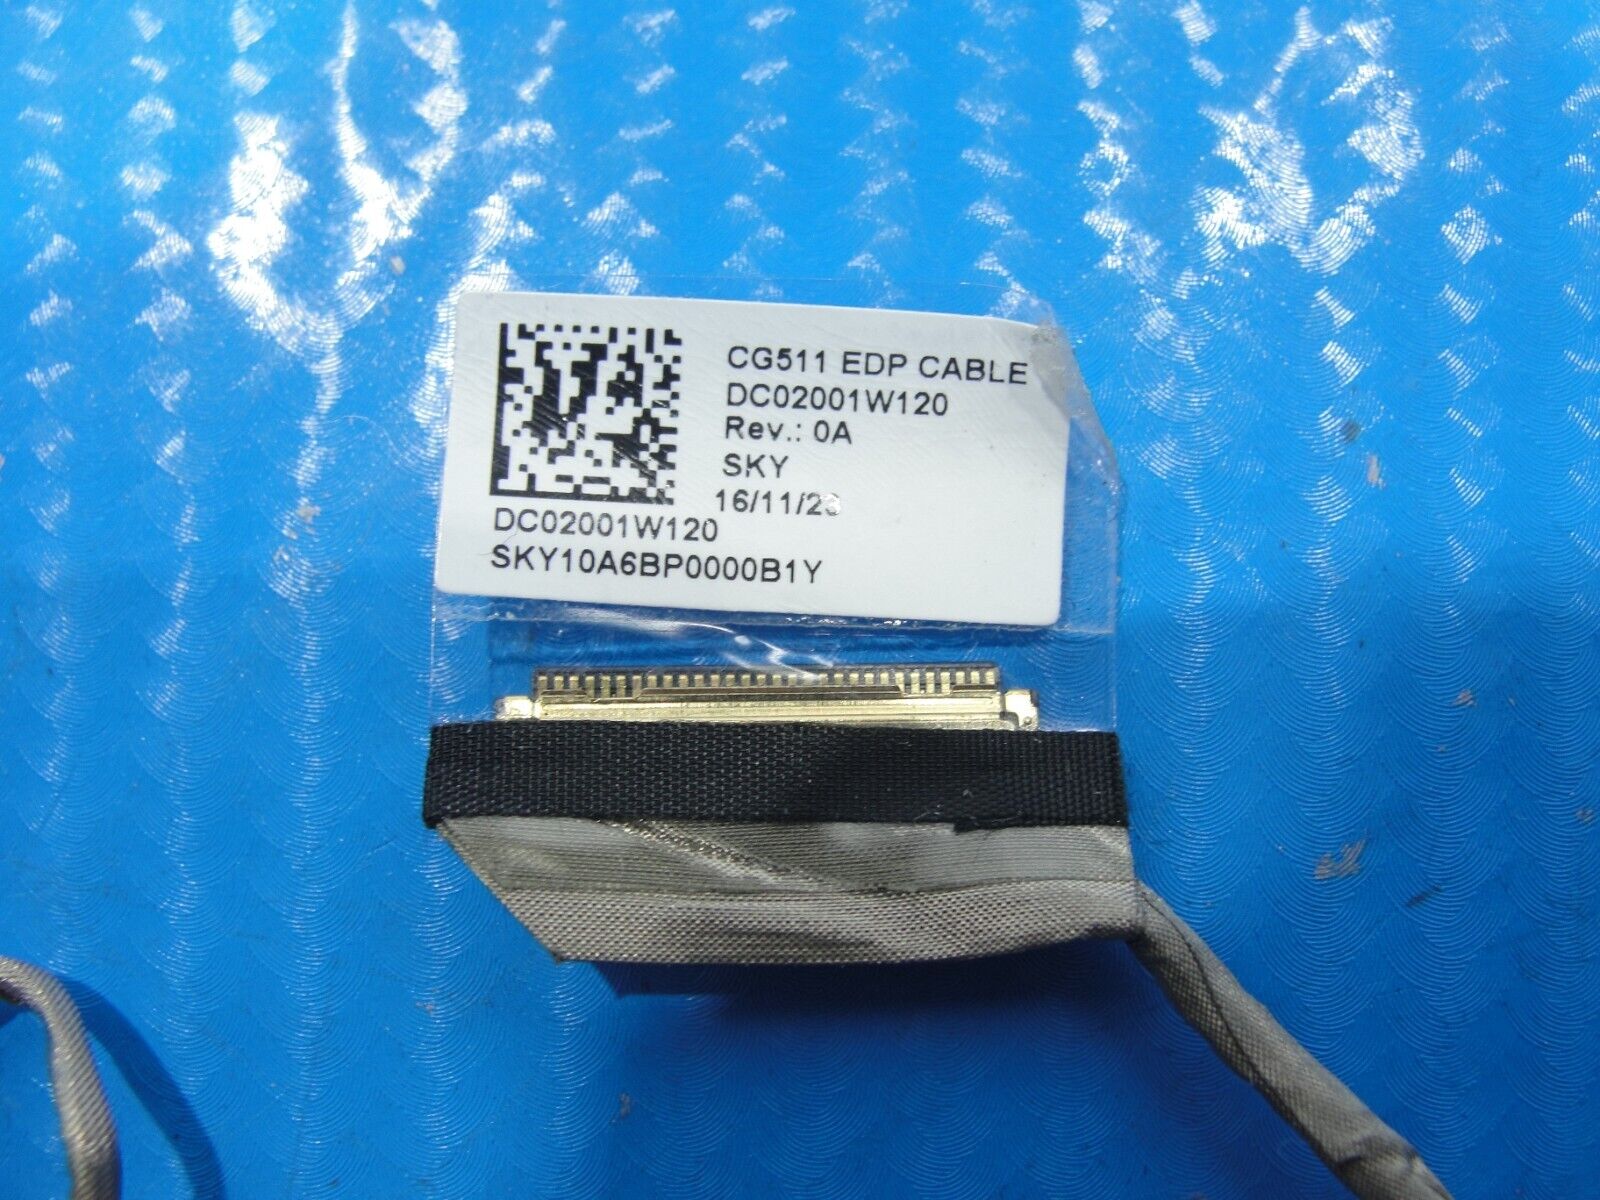 CG511 EDP CABLE
DC02001W120
Rev.: 0A
SKY
DC02001W120
SKY10A6BP0000B1Y